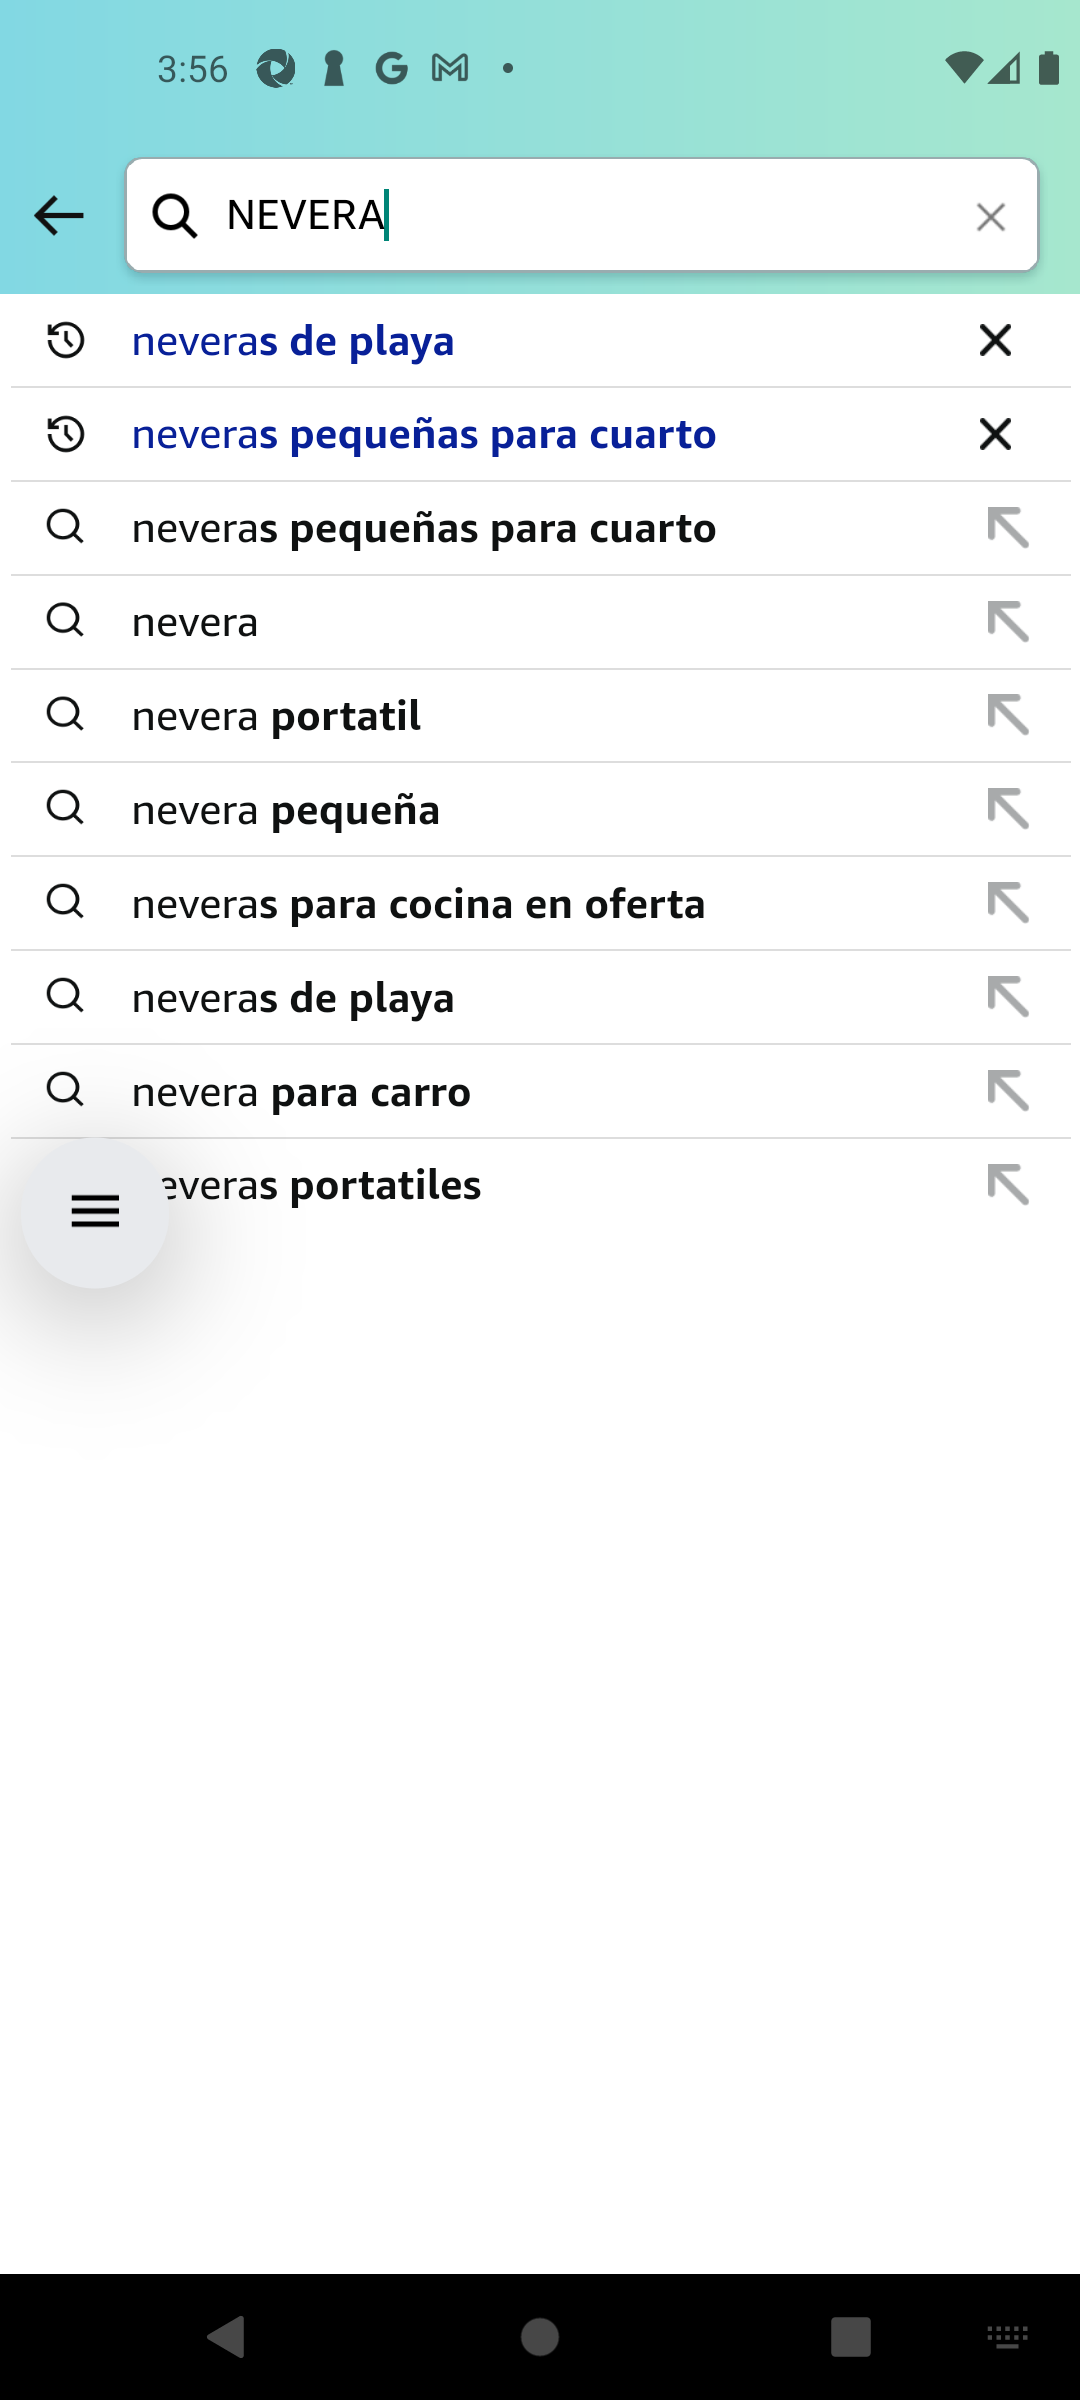 3:56
NEVERA
neveras de playa
neveras pequeñas para cuarto
neveras pequeñas para cuarto
nevera
nevera portatil
nevera pequeña
neveras para cocina en oferta
neveras de playa
nevera para carro
everas portatiles